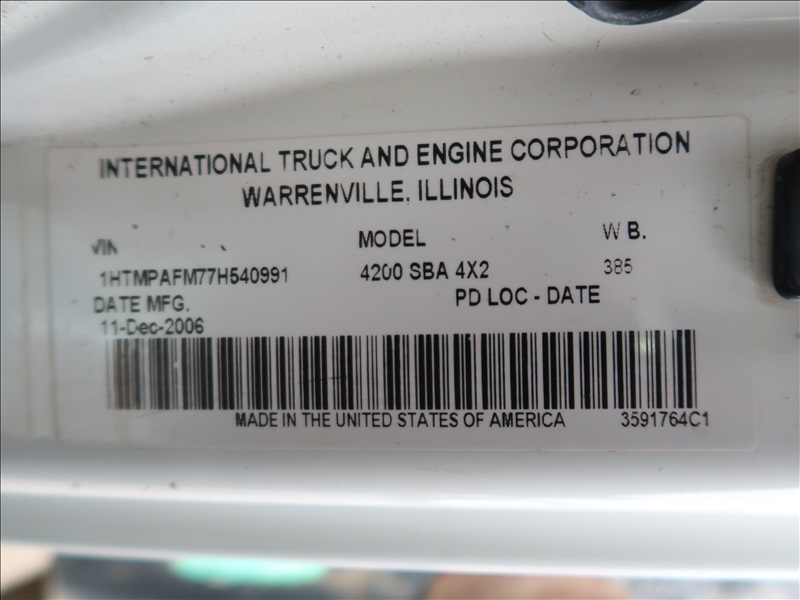 INTERNATIONAL TRUCK AND ENGINE CORPORATION
WARRENVILLE, ILLINOIS
VIN MODEL W B.
1HTMPAFM77H540991 4200 SBA 4X2 385
DATE MFG. PD LOC - DATE
11-Dec-2006
MADE IN THE UNITED STATES OF AMERICA 3591764C1